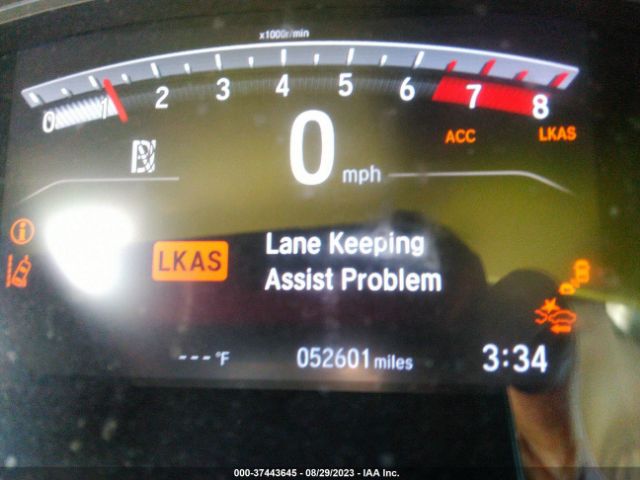 x1000r/min
0 1 2 3 4 5 6 7 8
ACC LKAS
0 mph
LKAS
Lane Keeping
Assist Problem
---°F 052601 miles 3:34
000-37443645 - 08/29/2023 - IAA Inc.